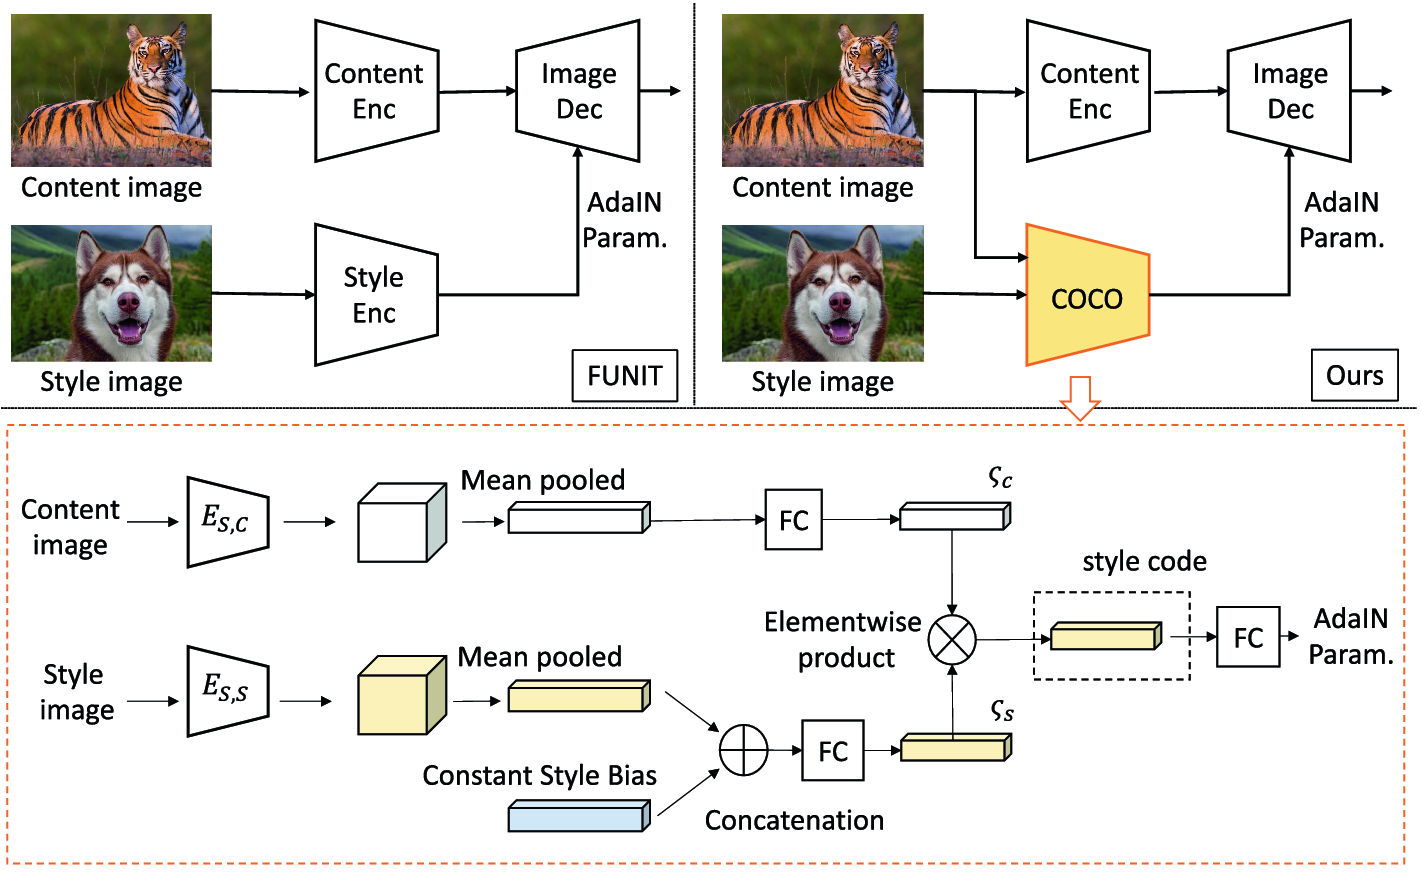 Content image
Content
Enc
Image
Dec
AdaIN
Param.
Style image
Style
Enc
FUNIT
Content image
Content
Enc
Image
Dec
AdaIN
Param.
Style image
COCO
Ours
Content
image
E_{S,C}
Mean pooled
FC
ς_C
Style
image
E_{S,S}
Mean pooled
Constant Style Bias
Concatenation
FC
ς_S
Elementwise
product
style code
FC
AdaIN
Param.